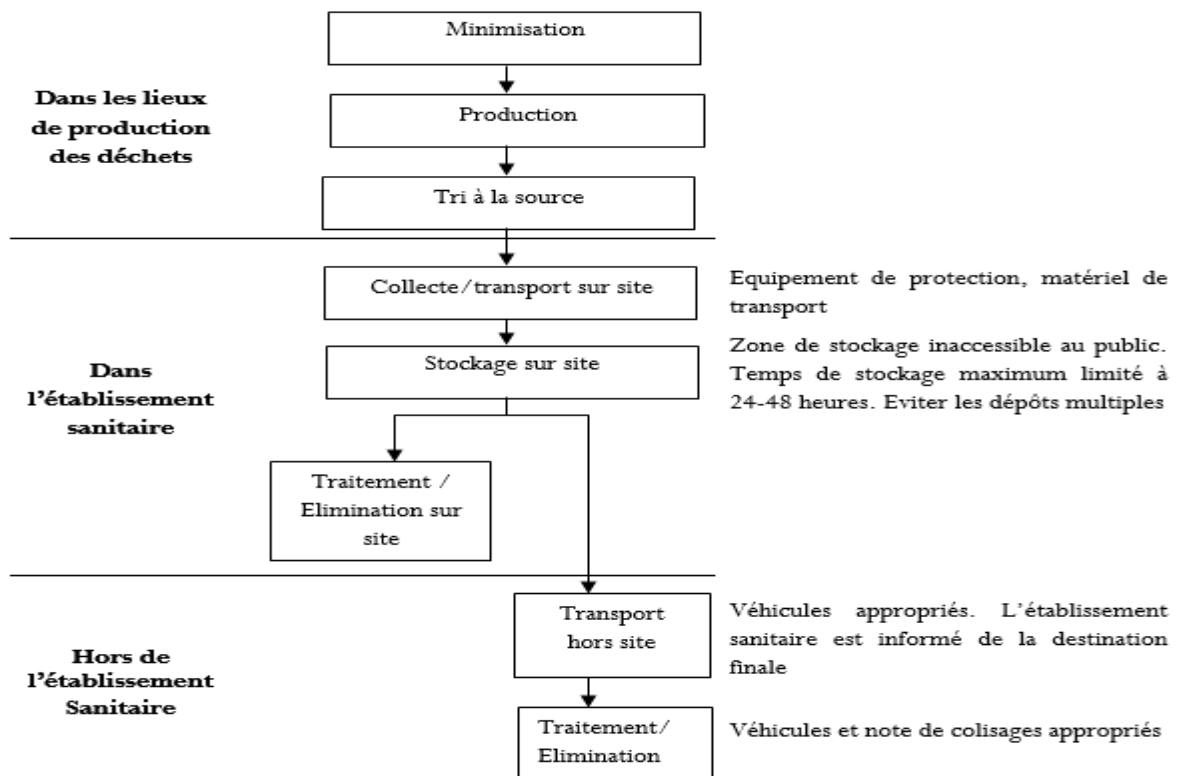 Minimisation
Dans les lieux
de production
des déchets
Production
Tri à la source
Collecte/transport sur site
Equipement de protection, matériel de
transport
Dans
l'établissement
sanitaire
Stockage sur site
Zone de stockage inaccessible au public.
Temps de stockage maximum limité à
24-48 heures. Eviter les dépôts multiples
Traitement /
Elimination sur
site
Hors de
l'établissement
Sanitaire
Transport
hors site
Véhicules appropriés. L'établissement
sanitaire est informé de la destination
finale
Traitement/
Elimination
Véhicules et note de colisages appropriés